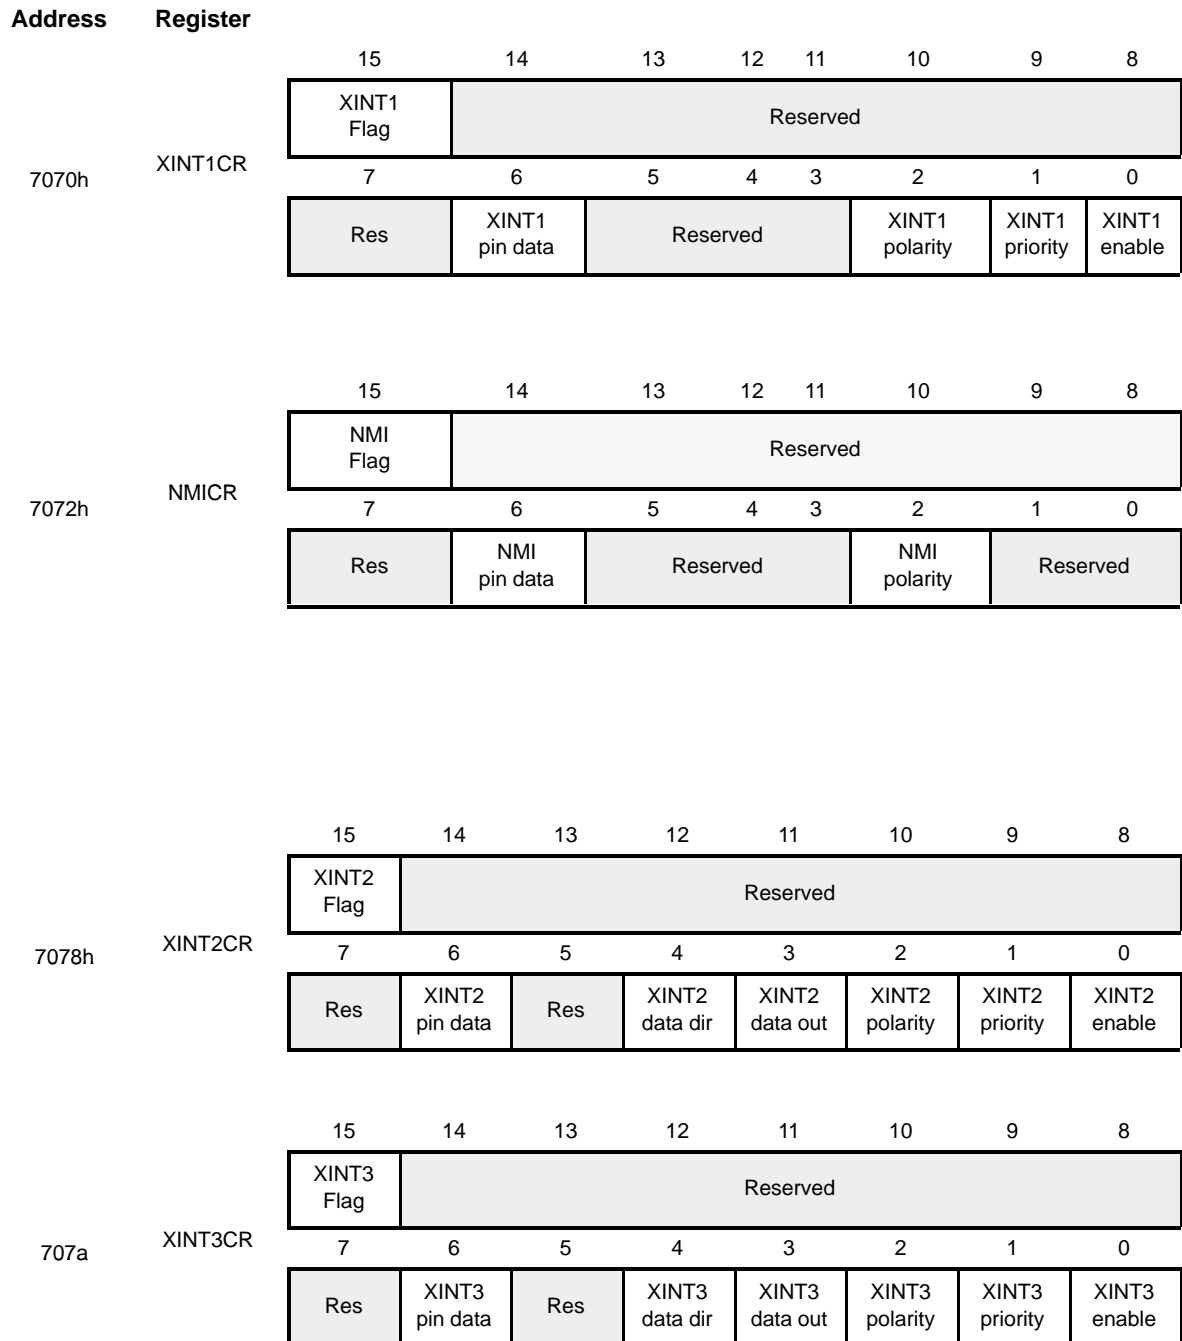 Address Register
15 14 13 12 11 10 9 8
XINT1
Flag
Reserved
7070h
XINT1CR
7 6 5 4 3 2 1 0
Res
XINT1
pin data
Reserved
XINT1
polarity
XINT1
priority
XINT1
enable
15 14 13 12 11 10 9 8
NMI
Flag
Reserved
7072h
NMICR
7 6 5 4 3 2 1 0
Res
NMI
pin data
Reserved
NMI
polarity
Reserved
15 14 13 12 11 10 9 8
XINT2
Flag
Reserved
7078h
XINT2CR
7 6 5 4 3 2 1 0
Res
XINT2
pin data
Res
XINT2
data dir
XINT2
data out
XINT2
polarity
XINT2
priority
XINT2
enable
15 14 13 12 11 10 9 8
XINT3
Flag
Reserved
707a
XINT3CR
7 6 5 4 3 2 1 0
Res
XINT3
pin data
Res
XINT3
data dir
XINT3
data out
XINT3
polarity
XINT3
priority
XINT3
enable